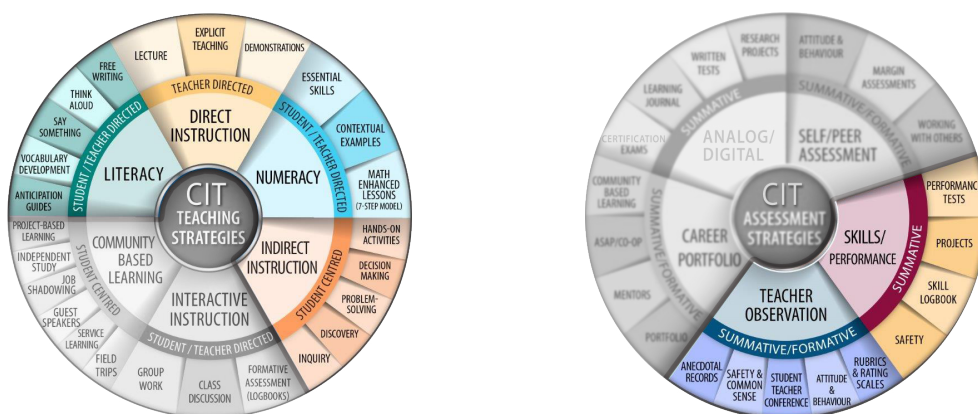 CIT
TEACHING
STRATEGIES
DIRECT
INSTRUCTION
TEACHER DIRECTED
LECTURE
EXPLICIT
TEACHING
DEMONSTRATIONS
NUMERACY
STUDENT / TEACHER DIRECTED
ESSENTIAL
SKILLS
CONTEXTUAL
EXAMPLES
MATH
ENHANCED
LESSONS
(7-STEP MODEL)
INDIRECT
INSTRUCTION
STUDENT CENTRED
HANDS-ON
ACTIVITIES
DECISION
MAKING
PROBLEM-
SOLVING
DISCOVERY
INQUIRY
INTERACTIVE
INSTRUCTION
STUDENT / TEACHER DIRECTED
FORMATIVE
ASSESSMENT
(LOGBOOKS)
CLASS
DISCUSSION
GROUP
WORK
COMMUNITY
BASED
LEARNING
STUDENT CENTRED
FIELD
TRIPS
SERVICE
LEARNING
GUEST
SPEAKERS
JOB
SHADOWING
INDEPENDENT
STUDY
PROJECT-BASED
LEARNING
LITERACY
STUDENT / TEACHER DIRECTED
ANTICIPATION
GUIDES
VOCABULARY
DEVELOPMENT
SAY
SOMETHING
THINK
ALOUD
FREE
WRITING
CIT
ASSESSMENT
STRATEGIES
SELF/PEER
ASSESSMENT
SUMMATIVE/FORMATIVE
ATTITUDE &
BEHAVIOUR
MARGIN
ASSESSMENTS
WORKING
WITH OTHERS
SKILLS/
PERFORMANCE
SUMMATIVE
PERFORMANCE
TESTS
PROJECTS
SKILL
LOGBOOK
SAFETY
TEACHER
OBSERVATION
SUMMATIVE/FORMATIVE
RUBRICS
& RATING
SCALES
ATTITUDE &
BEHAVIOUR
STUDENT
TEACHER
CONFERENCE
SAFETY &
COMMON
SENSE
ANECDOTAL
RECORDS
CAREER
PORTFOLIO
SUMMATIVE/FORMATIVE
PORTFOLIO
MENTORS
ASAP/CO-OP
COMMUNITY
BASED
LEARNING
ANALOG/
DIGITAL
SUMMATIVE
CERTIFICATION
EXAMS
LEARNING
JOURNAL
WRITTEN
TESTS
RESEARCH
PROJECTS